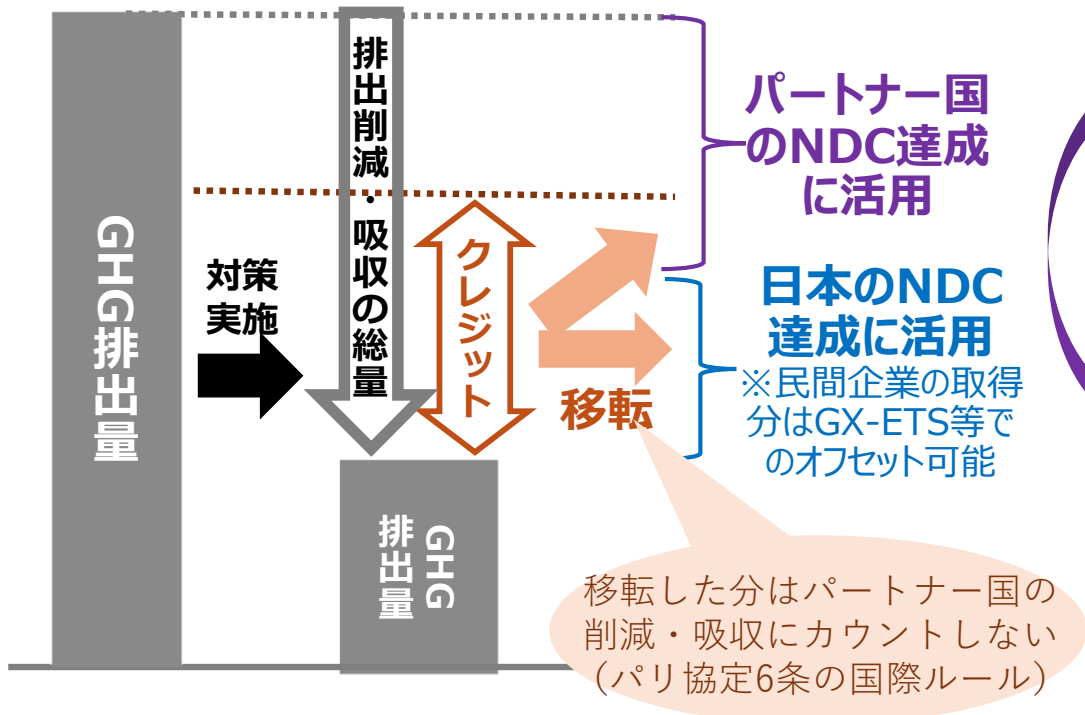 GHG排出量
対策
実施
排出削減・吸収の総量
クレジット
移転
GHG
排出量
パートナー国
のNDC達成
に活用
日本のNDC
達成に活用
※民間企業の取得
分はGX-ETS等で
のオフセット可能
移転した分はパートナー国の
削減・吸収にカウントしない
（パリ協定6条の国際ルール）